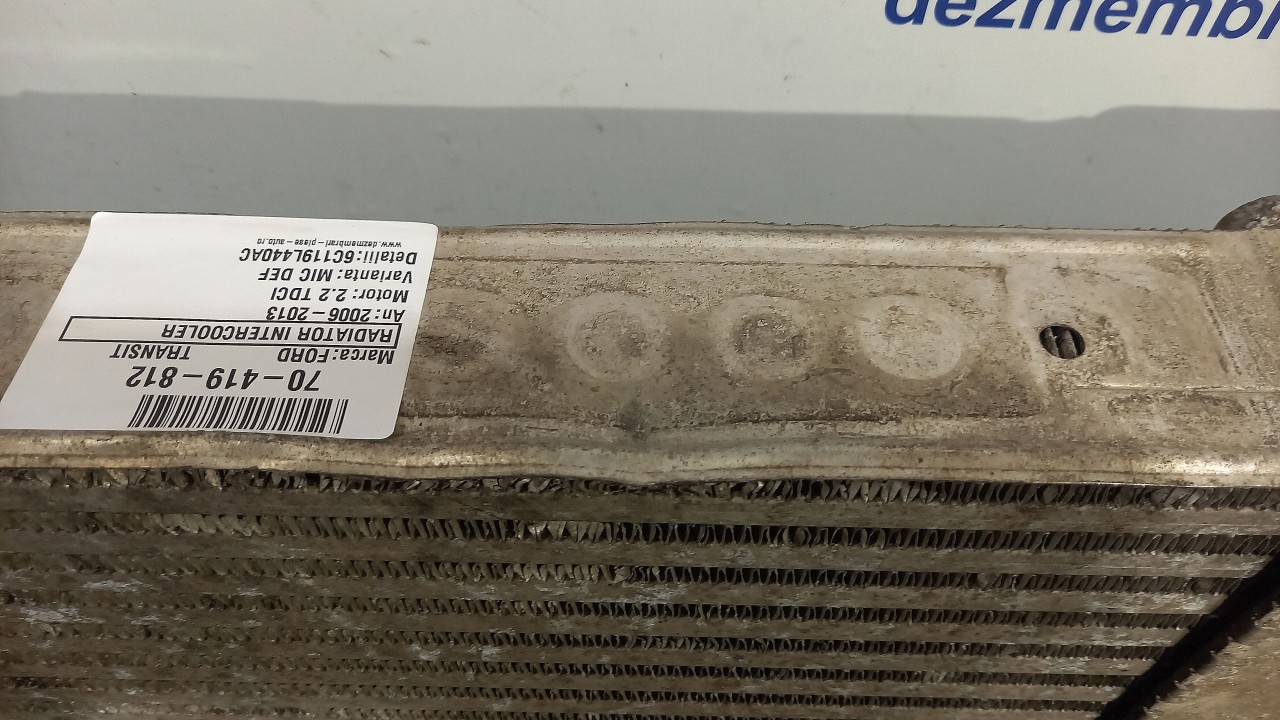 dezmembr
70-419-812
Marca: FORD TRANSIT
RADIATOR INTERCOOLER
An: 2006-2013
Motor: 2.2 TDCI
Varianta: MIC DEF
Detalii: 6C119L440AC
www.dezmembrari-piese-auto.ro